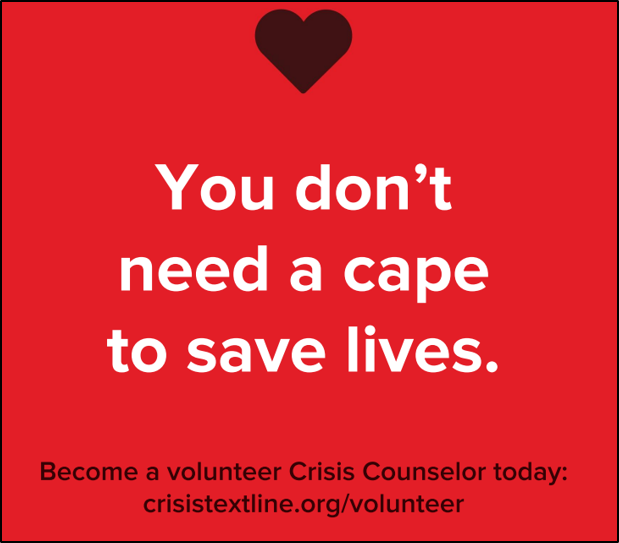 You don’t
need a cape
to save lives.
Become a volunteer Crisis Counselor today:
crisistextline.org/volunteer